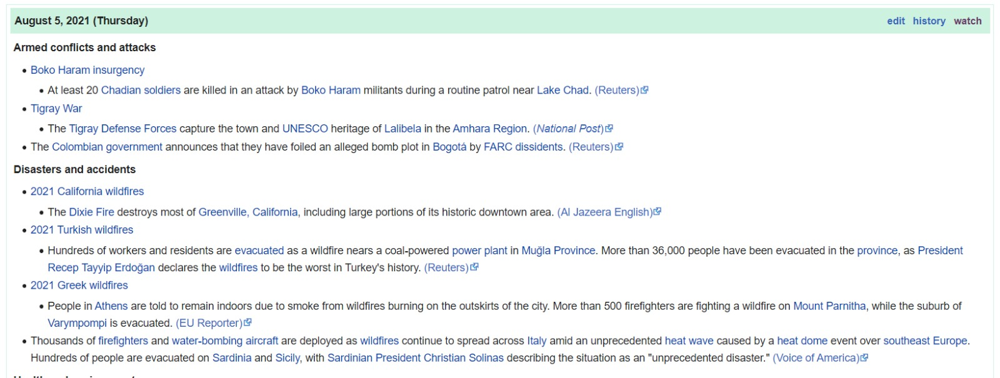 August 5, 2021 (Thursday) edit history watch
Armed conflicts and attacks
Boko Haram insurgency
At least 20 Chadian soldiers are killed in an attack by Boko Haram militants during a routine patrol near Lake Chad. (Reuters)
Tigray War
The Tigray Defense Forces capture the town and UNESCO heritage of Lalibela in the Amhara Region. (National Post)
The Colombian government announces that they have foiled an alleged bomb plot in Bogotá by FARC dissidents. (Reuters)
Disasters and accidents
2021 California wildfires
The Dixie Fire destroys most of Greenville, California, including large portions of its historic downtown area. (Al Jazeera English)
2021 Turkish wildfires
Hundreds of workers and residents are evacuated as a wildfire nears a coal-powered power plant in Muğla Province. More than 36,000 people have been evacuated in the province, as President
Recep Tayyip Erdoğan declares the wildfires to be the worst in Turkey's history. (Reuters)
2021 Greek wildfires
People in Athens are told to remain indoors due to smoke from wildfires burning on the outskirts of the city. More than 500 firefighters are fighting a wildfire on Mount Parnitha, while the suburb of
Varympompi is evacuated. (EU Reporter)
Thousands of firefighters and water-bombing aircraft are deployed as wildfires continue to spread across Italy amid an unprecedented heat wave caused by a heat dome event over southeast Europe.
Hundreds of people are evacuated on Sardinia and Sicily, with Sardinian President Christian Solinas describing the situation as an "unprecedented disaster." (Voice of America)